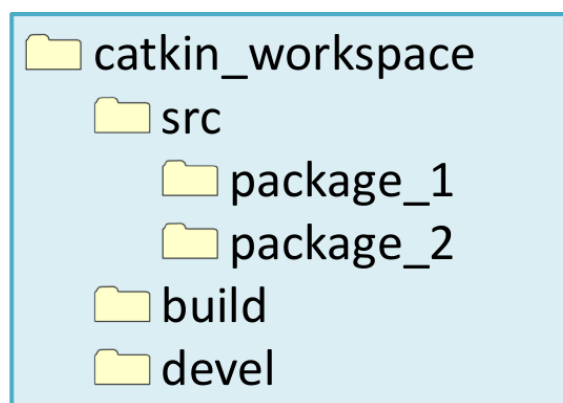 catkin_workspace
src
package_1
package_2
build
devel